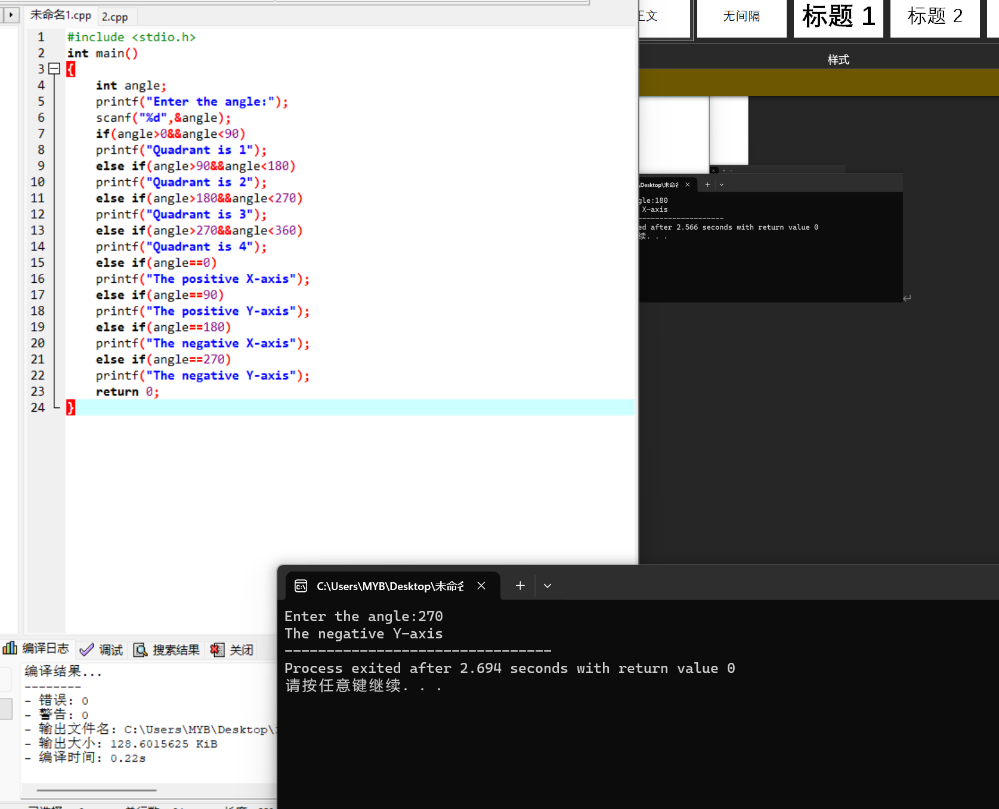 未命名1.cpp 2.cpp
1 #include <stdio.h>
2 int main()
3 {
4 int angle;
5 printf("Enter the angle:");
6 scanf("%d",&angle);
7 if(angle>0&&angle<90)
8 printf("Quadrant is 1");
9 else if(angle>90&&angle<180)
10 printf("Quadrant is 2");
11 else if(angle>180&&angle<270)
12 printf("Quadrant is 3");
13 else if(angle>270&&angle<360)
14 printf("Quadrant is 4");
15 else if(angle==0)
16 printf("The positive X-axis");
17 else if(angle==90)
18 printf("The positive Y-axis");
19 else if(angle==180)
20 printf("The negative X-axis");
21 else if(angle==270)
22 printf("The negative Y-axis");
23 return 0;
24 }
正文 无间隔 标题 1 标题 2
样式
\Desktop\未命名
gle:180
X-axis
--------------------
ed after 2.566 seconds with return value 0
续. . .
C:\Users\MYB\Desktop\未命名
Enter the angle:270
The negative Y-axis
--------------------------------
Process exited after 2.694 seconds with return value 0
请按任意键继续. . .
编译日志 调试 搜索结果 关闭
编译结果...
--------
- 错误: 0
- 警告: 0
- 输出文件名: C:\Users\MYB\Desktop\
- 输出大小: 128.6015625 KiB
- 编译时间: 0.22s